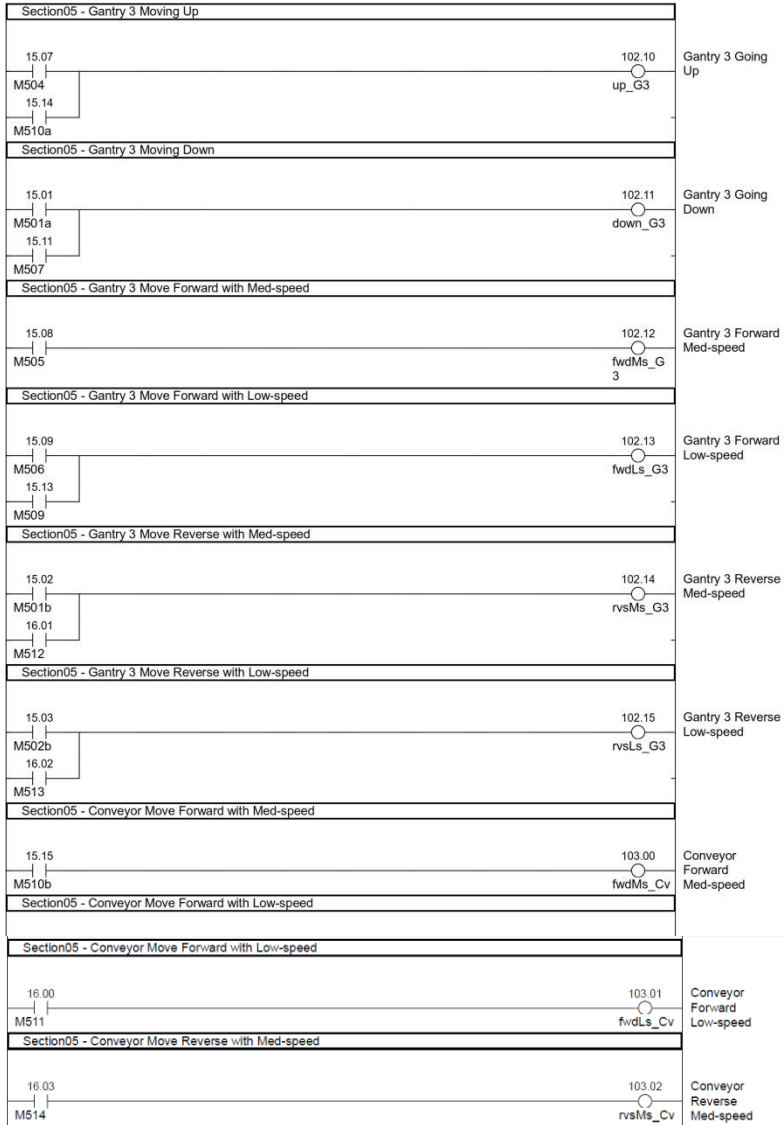 Section05 - Gantry 3 Moving Up
15.07
102.10
Gantry 3 Going
Up
M504
up_G3
15.14
M510a
Section05 - Gantry 3 Moving Down
15.01
102.11
Gantry 3 Going
Down
M501a
down_G3
15.11
M507
Section05 - Gantry 3 Move Forward with Med-speed
15.08
102.12
Gantry 3 Forward
Med-speed
M505
fwdMs_G
3
Section05 - Gantry 3 Move Forward with Low-speed
15.09
102.13
Gantry 3 Forward
Low-speed
M506
fwdLs_G3
15.13
M509
Section05 - Gantry 3 Move Reverse with Med-speed
15.02
102.14
Gantry 3 Reverse
Med-speed
M501b
rvsMs_G3
16.01
M512
Section05 - Gantry 3 Move Reverse with Low-speed
15.03
102.15
Gantry 3 Reverse
Low-speed
M502b
rvsLs_G3
16.02
M513
Section05 - Conveyor Move Forward with Med-speed
15.15
103.00
Conveyor
Forward
Med-speed
M510b
fwdMs_Cv
Section05 - Conveyor Move Forward with Low-speed
Section05 - Conveyor Move Forward with Low-speed
16.00
103.01
Conveyor
Forward
Low-speed
M511
fwdLs_Cv
Section05 - Conveyor Move Reverse with Med-speed
16.03
103.02
Conveyor
Reverse
Med-speed
M514
rvsMs_Cv